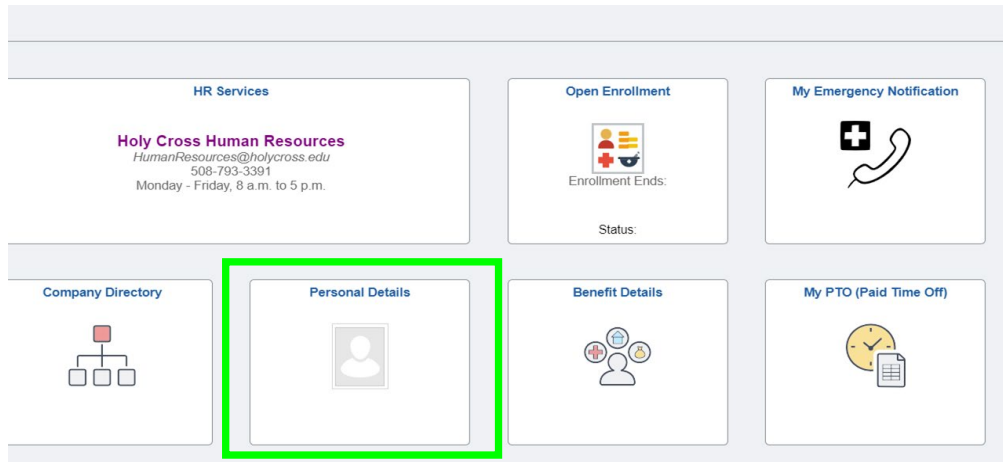 HR Services
Holy Cross Human Resources
HumanResources@holycross.edu
508-793-3391
Monday - Friday, 8 a.m. to 5 p.m.
Open Enrollment
Enrollment Ends:
Status:
My Emergency Notification
Company Directory
Personal Details
Benefit Details
My PTO (Paid Time Off)